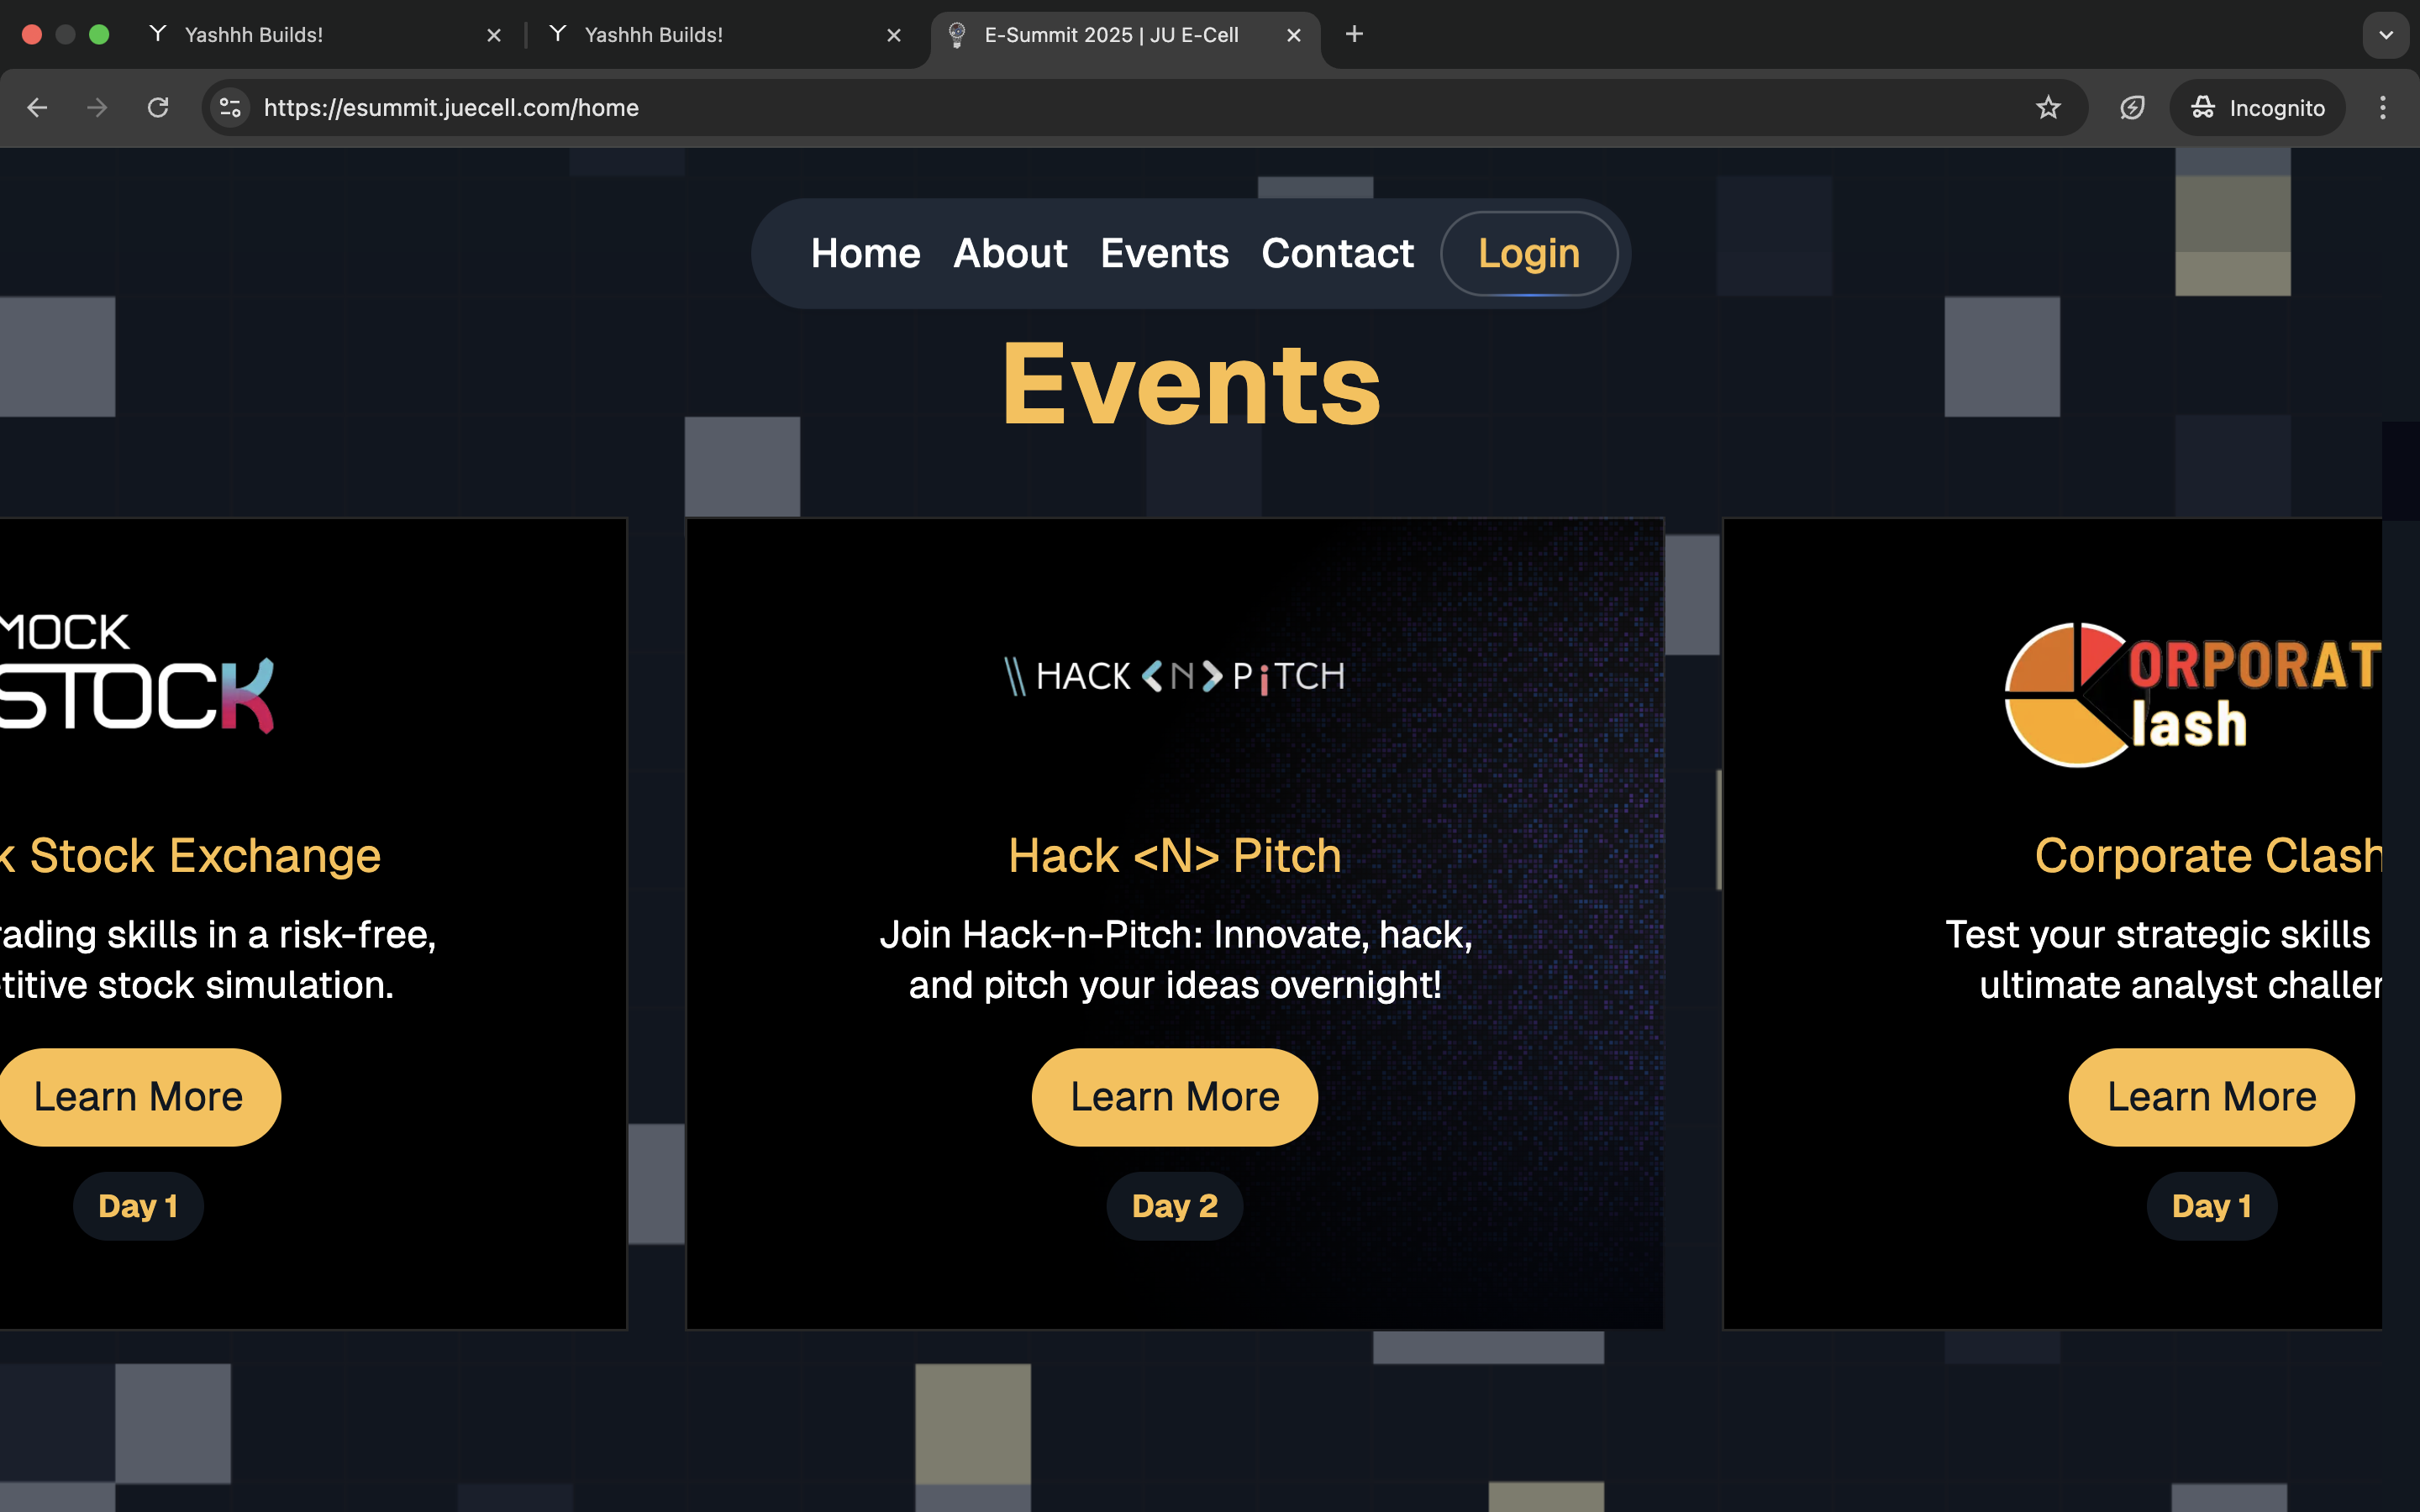 Yashhh Builds!
Yashhh Builds!
E-Summit 2025 | JU E-Cell
https://esummit.juecell.com/home
Incognito
Home About Events Contact Login
Events
MOCK
STOCK
k Stock Exchange
rading skills in a risk-free,
titive stock simulation.
Learn More
Day 1
\\ HACK <N> PiTCH
Hack <N> Pitch
Join Hack-n-Pitch: Innovate, hack,
and pitch your ideas overnight!
Learn More
Day 2
ORPORAT
lash
Corporate Clash
Test your strategic skills
ultimate analyst challen
Learn More
Day 1